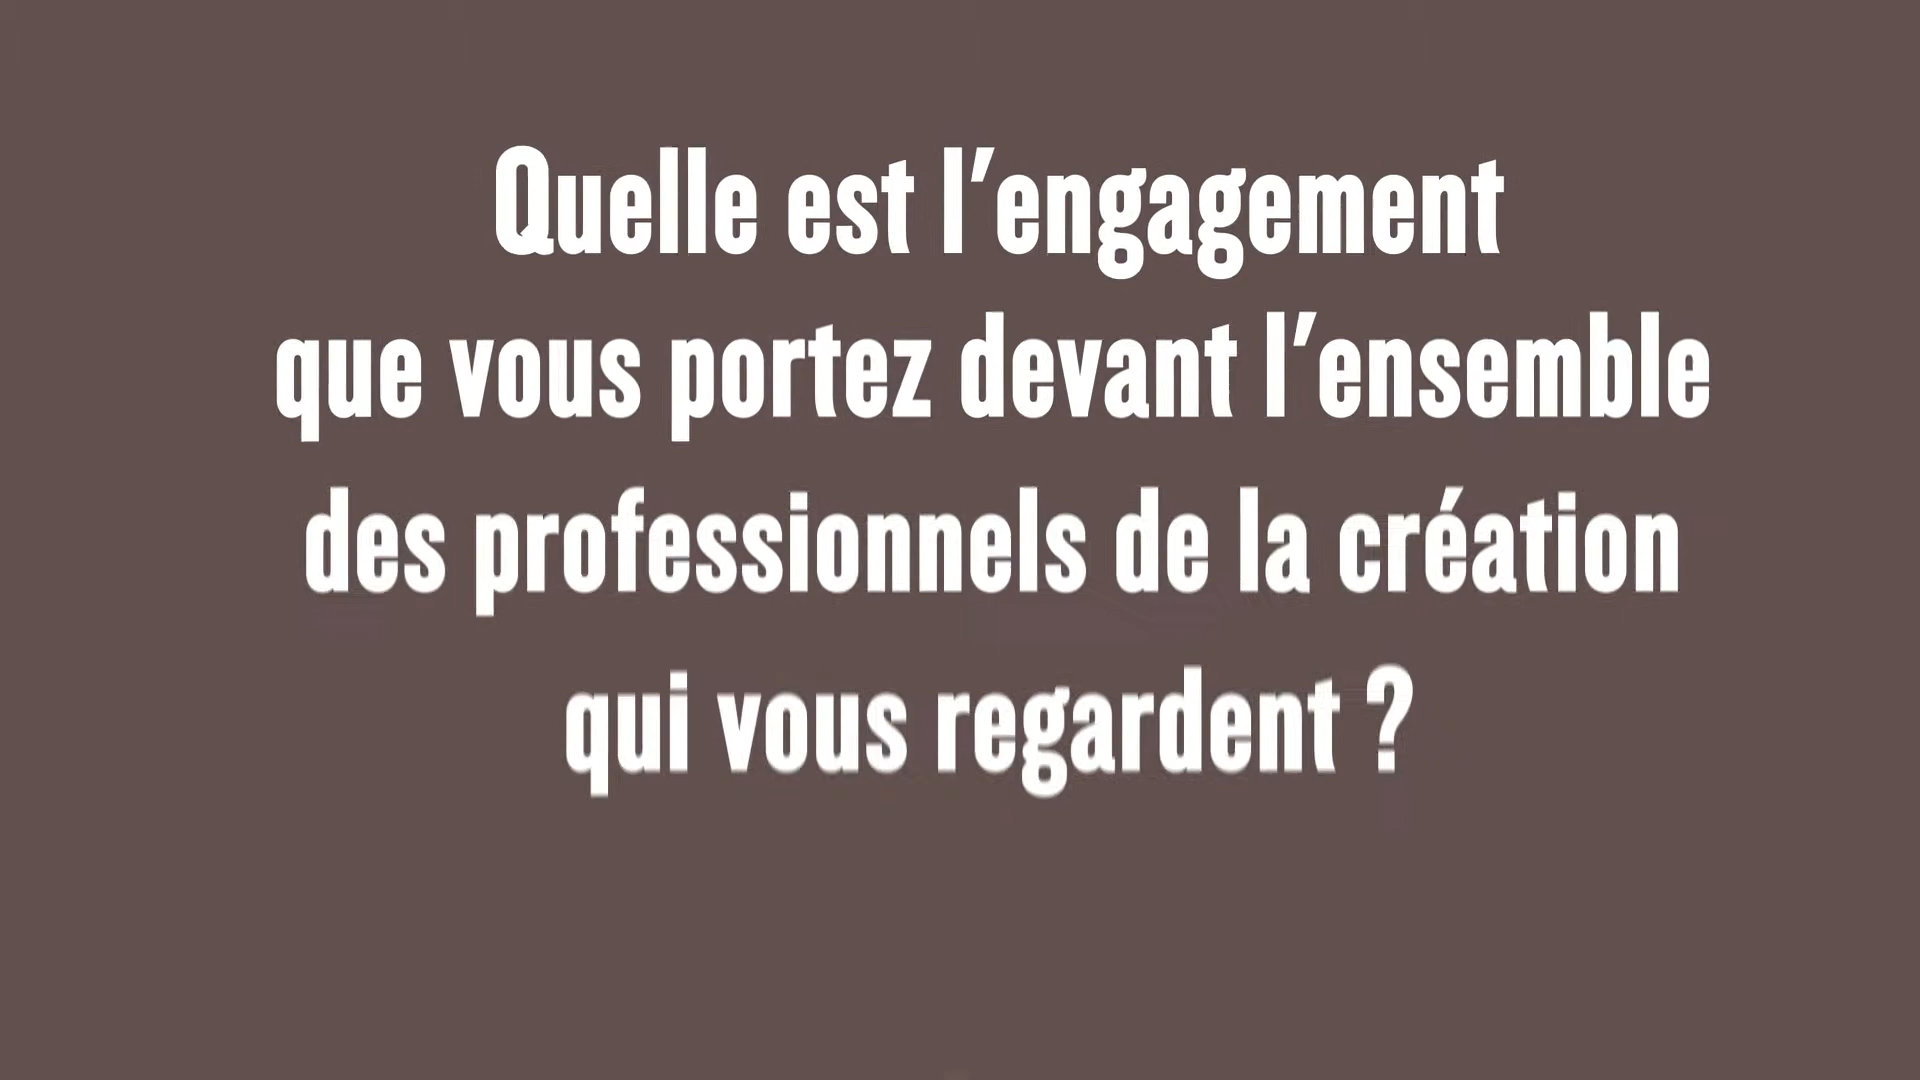 Quelle est l'engagement
que vous portez devant l'ensemble
des professionnels de la création
qui vous regardent ?